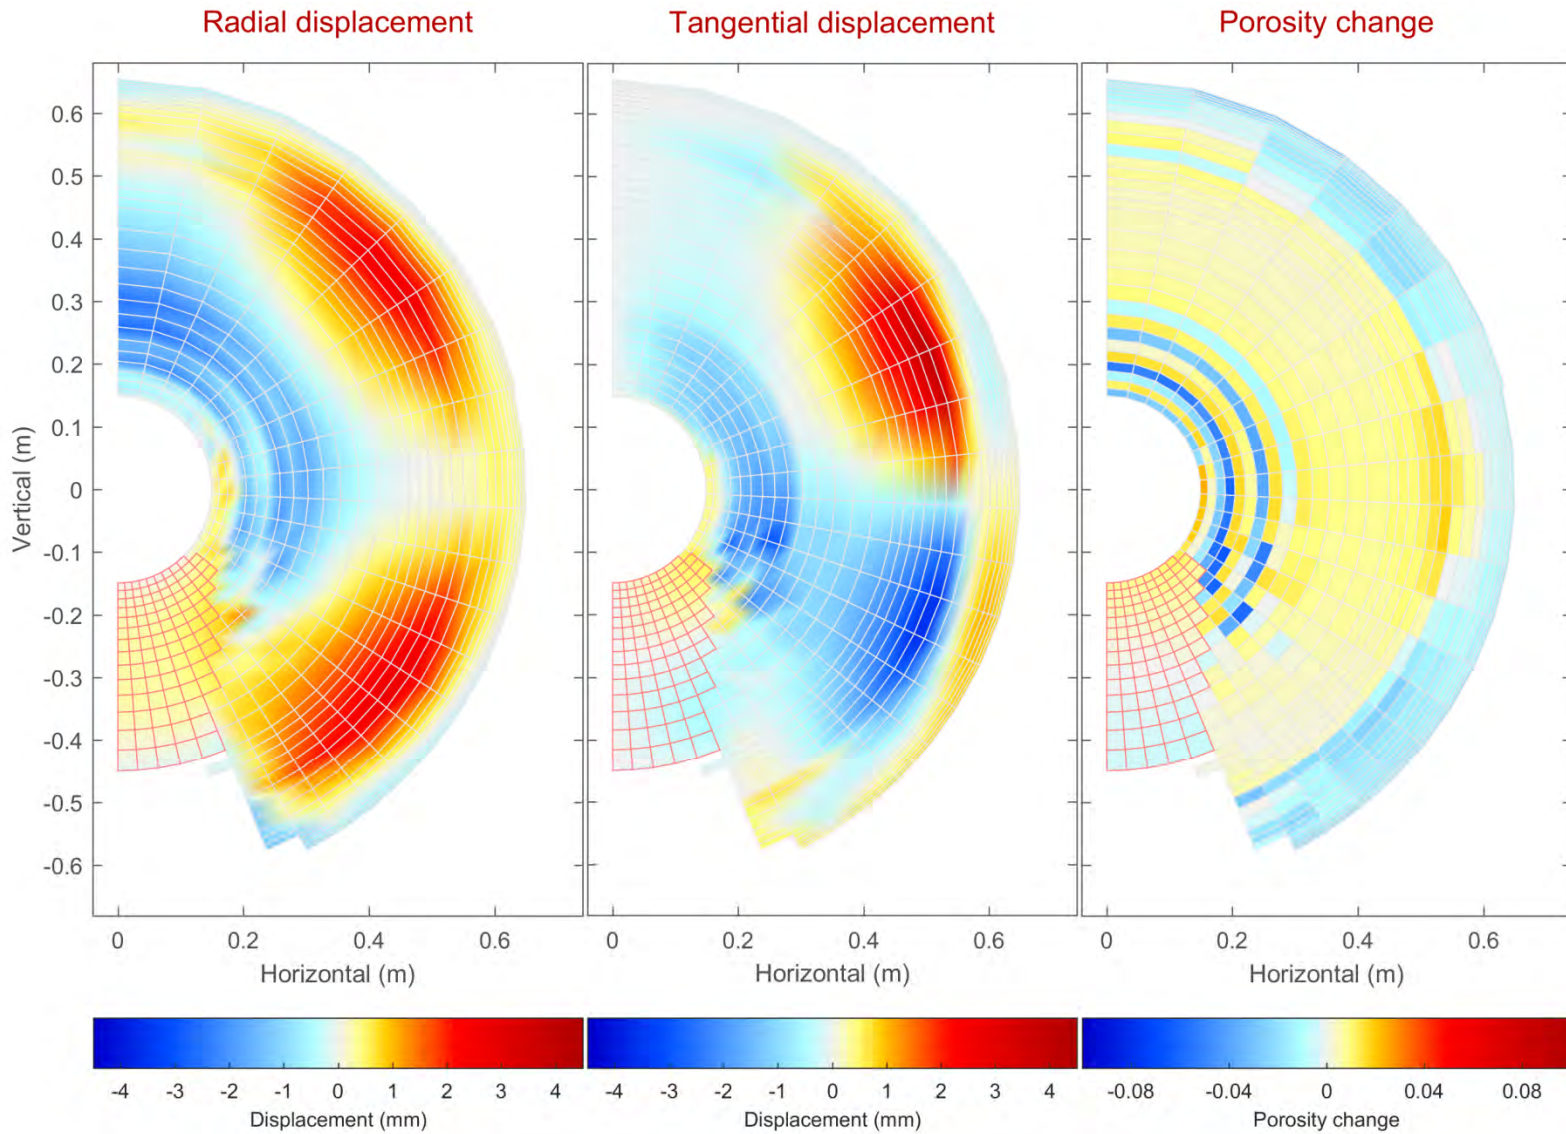 Radial displacement
Tangential displacement
Porosity change
0.6
0.5
0.4
0.3
0.2
0.1
0
-0.1
-0.2
-0.3
-0.4
-0.5
-0.6
Vertical (m)
0 0.2 0.4 0.6
Horizontal (m)
0 0.2 0.4 0.6
Horizontal (m)
0 0.2 0.4 0.6
Horizontal (m)
-4 -3 -2 -1 0 1 2 3 4
Displacement (mm)
-4 -3 -2 -1 0 1 2 3 4
Displacement (mm)
-0.08 -0.04 0 0.04 0.08
Porosity change